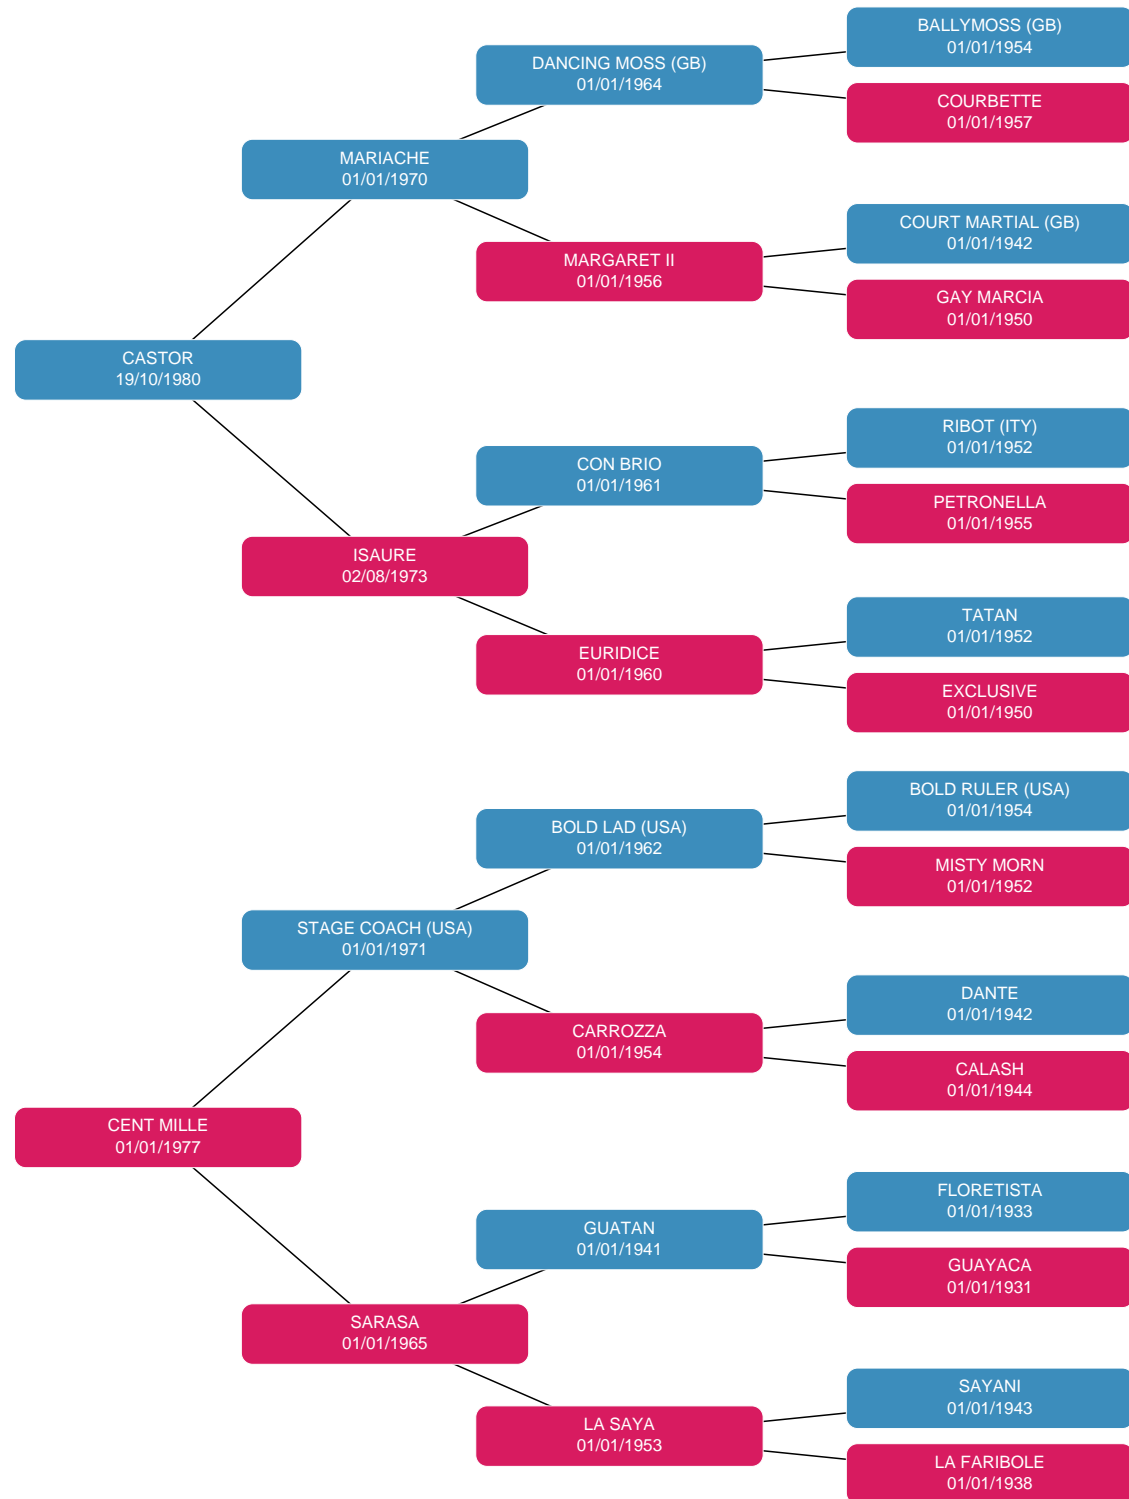 BALLYMOSS (GB)
01/01/1954
DANCING MOSS (GB)
01/01/1964
COURBETTE
01/01/1957
MARIACHE
01/01/1970
COURT MARTIAL (GB)
01/01/1942
MARGARET II
01/01/1956
GAY MARCIA
01/01/1950
CASTOR
19/10/1980
RIBOT (ITY)
01/01/1952
CON BRIO
01/01/1961
PETRONELLA
01/01/1955
ISAURE
02/08/1973
TATAN
01/01/1952
EURIDICE
01/01/1960
EXCLUSIVE
01/01/1950
BOLD RULER (USA)
01/01/1954
BOLD LAD (USA)
01/01/1962
MISTY MORN
01/01/1952
STAGE COACH (USA)
01/01/1971
DANTE
01/01/1942
CARROZZA
01/01/1954
CALASH
01/01/1944
CENT MILLE
01/01/1977
FLORETISTA
01/01/1933
GUATAN
01/01/1941
GUAYACA
01/01/1931
SARASA
01/01/1965
SAYANI
01/01/1943
LA SAYA
01/01/1953
LA FARIBOLE
01/01/1938